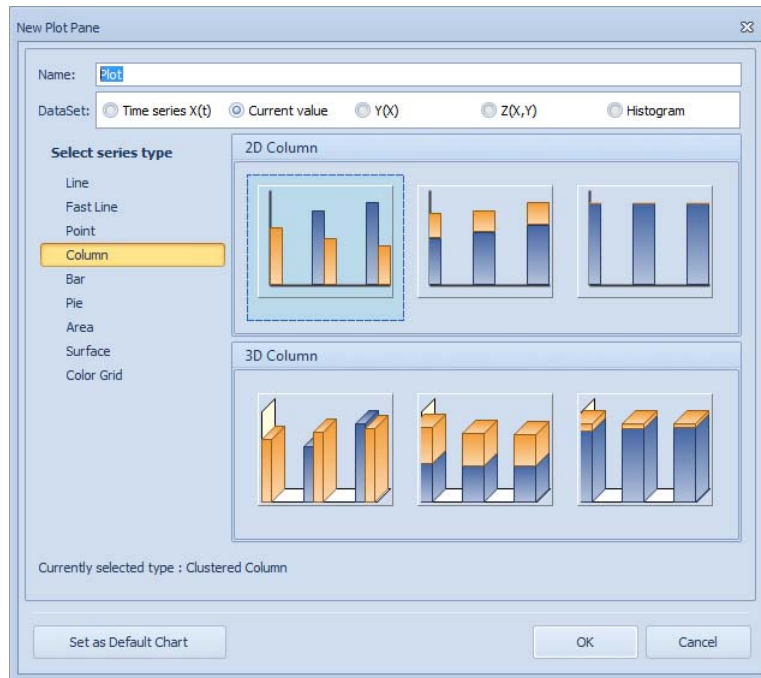 New Plot Pane
Name: Plot
DataSet: Time series X(t) Current value Y(X) Z(X,Y) Histogram
Select series type
Line
Fast Line
Point
Column
Bar
Pie
Area
Surface
Color Grid
2D Column
3D Column
Currently selected type : Clustered Column
Set as Default Chart OK Cancel